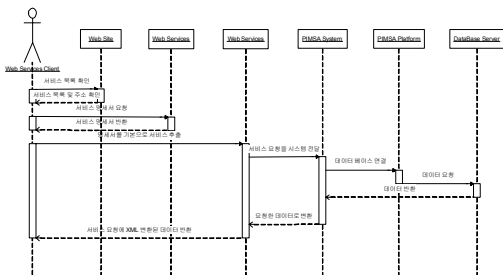 Web Site
Web Services
Web Services
PIMSA System
PIMSA Platform
DataBase Server
Web Services Client
서비스 목록 확인
서비스 목록 및 주소 확인
서비스 명세서 요청
서비스 명세서 반환
명세서를 기본으로 서비스 호출
서비스 요청을 시스템 전달
데이터 베이스 연결
데이터 요청
데이터 반환
요청한 데이터로 변환
서비스 요청에 XML 변환된 데이터 반환